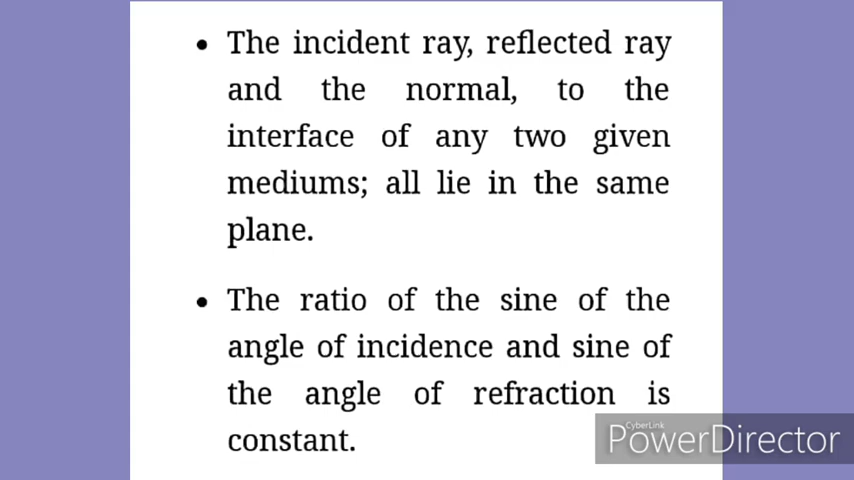 • The incident ray, reflected ray
and the normal, to the
interface of any two given
mediums; all lie in the same
plane.
• The ratio of the sine of the
angle of incidence and sine of
the angle of refraction is
constant.
CyberLink
PowerDirector